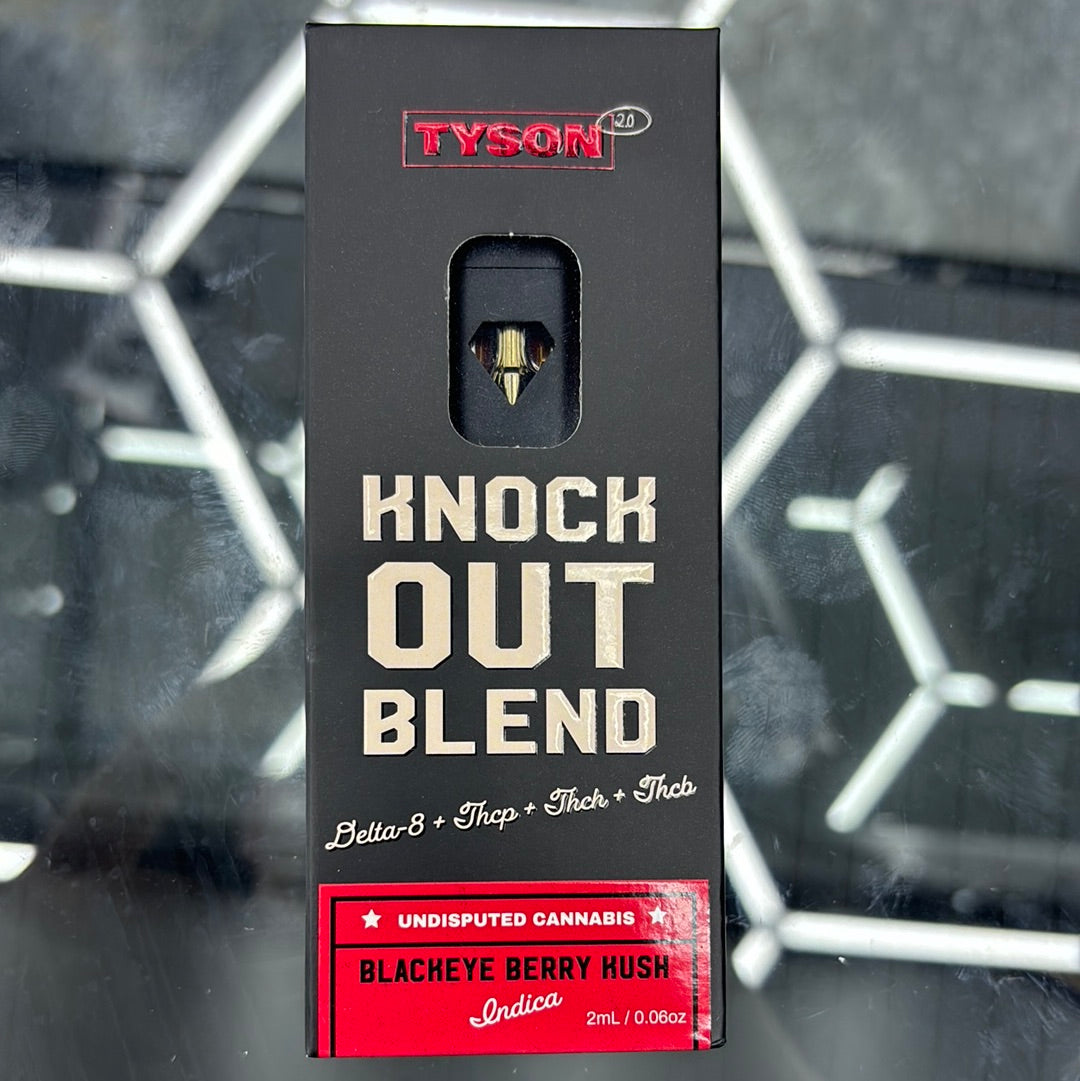 TYSON 2.0
KNOCK
OUT
BLEND
Delta-8 + Thcp + Thch + Thcb
UNDISPUTED CANNABIS
BLACKEYE BERRY KUSH
Indica
2mL / 0.06oz